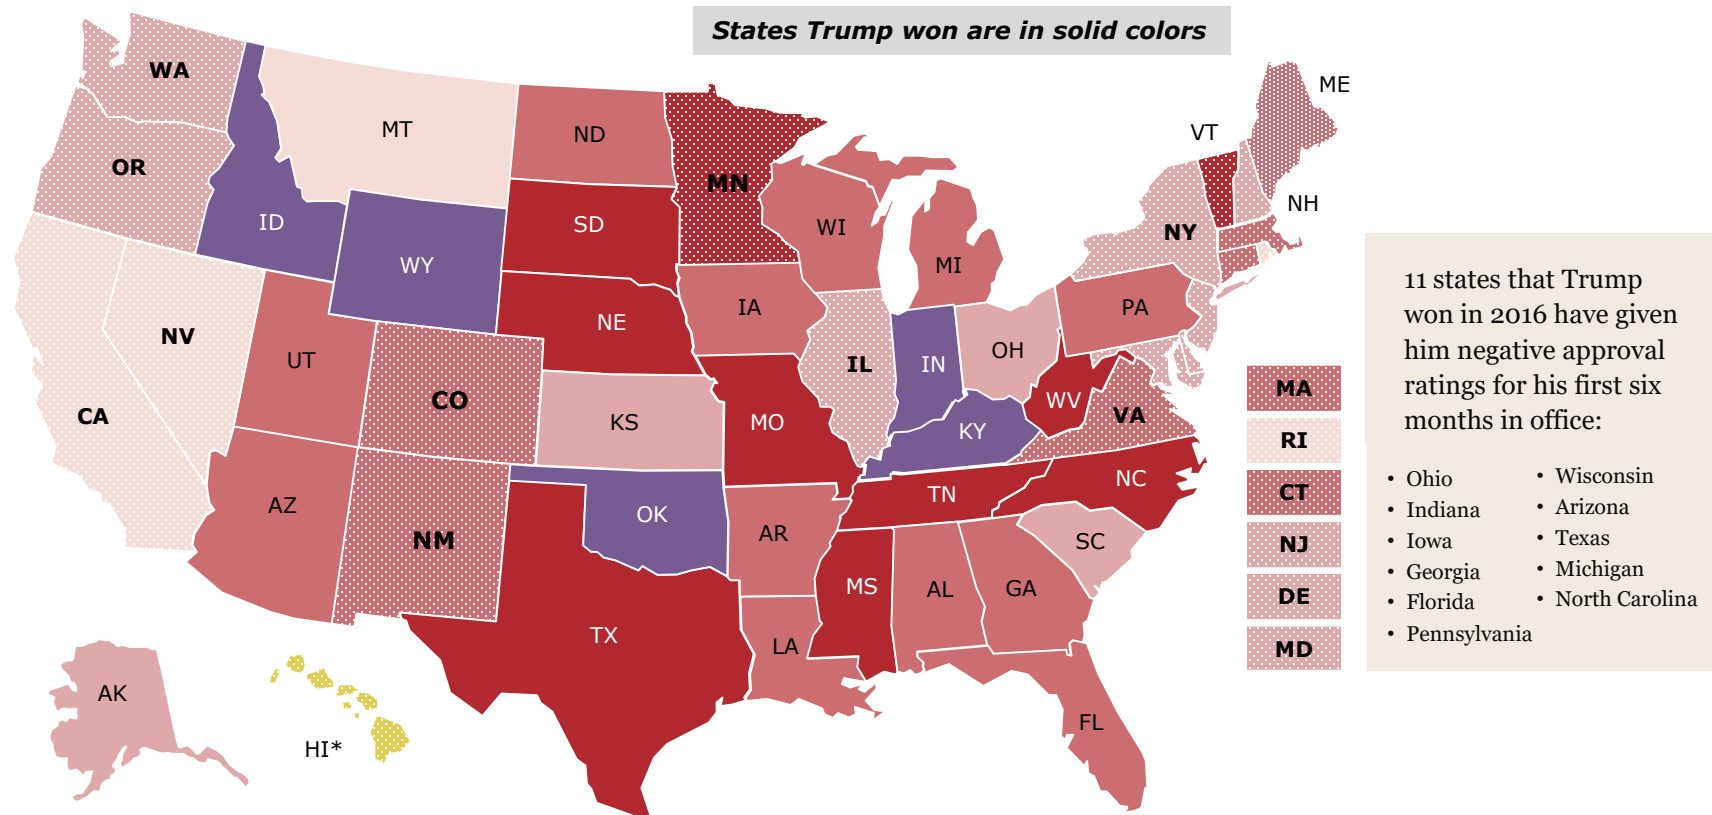 States Trump won are in solid colors
WA
OR
CA
NV
ID
MT
WY
UT
AZ
CO
NM
ND
SD
NE
KS
OK
TX
MN
IA
MO
AR
LA
WI
IL
MI
IN
OH
KY
TN
MS
AL
GA
FL
SC
NC
WV
VA
PA
NY
VT
ME
NH
AK
HI*
MA
RI
CT
NJ
DE
MD
11 states that Trump
won in 2016 have given
him negative approval
ratings for his first six
months in office:
• Ohio
• Indiana
• Iowa
• Georgia
• Florida
• Pennsylvania
• Wisconsin
• Arizona
• Texas
• Michigan
• North Carolina